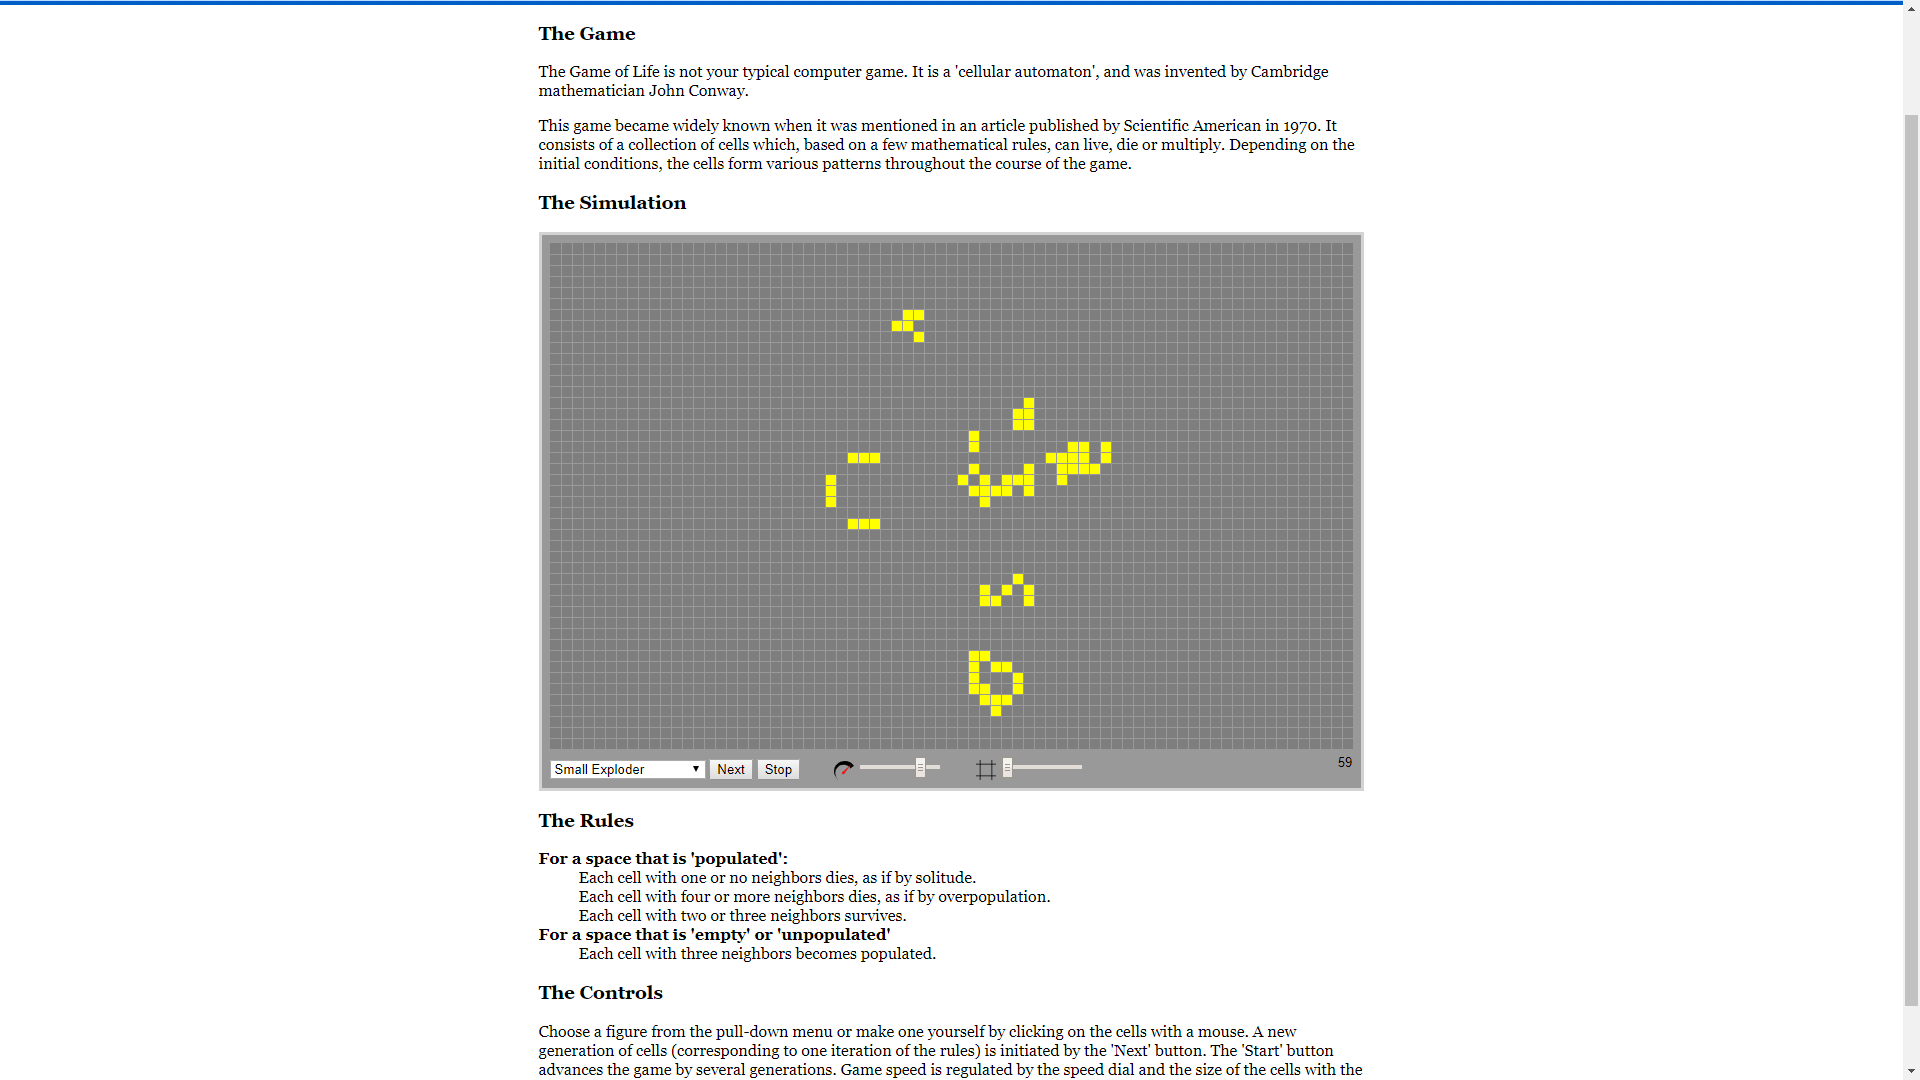 The Game
The Game of Life is not your typical computer game. It is a 'cellular automaton', and was invented by Cambridge
mathematician John Conway.
This game became widely known when it was mentioned in an article published by Scientific American in 1970. It
consists of a collection of cells which, based on a few mathematical rules, can live, die or multiply. Depending on the
initial conditions, the cells form various patterns throughout the course of the game.
The Simulation
Small Exploder Next Stop 59
The Rules
For a space that is 'populated':
Each cell with one or no neighbors dies, as if by solitude.
Each cell with four or more neighbors dies, as if by overpopulation.
Each cell with two or three neighbors survives.
For a space that is 'empty' or 'unpopulated'
Each cell with three neighbors becomes populated.
The Controls
Choose a figure from the pull-down menu or make one yourself by clicking on the cells with a mouse. A new
generation of cells (corresponding to one iteration of the rules) is initiated by the 'Next' button. The 'Start' button
advances the game by several generations. Game speed is regulated by the speed dial and the size of the cells with the